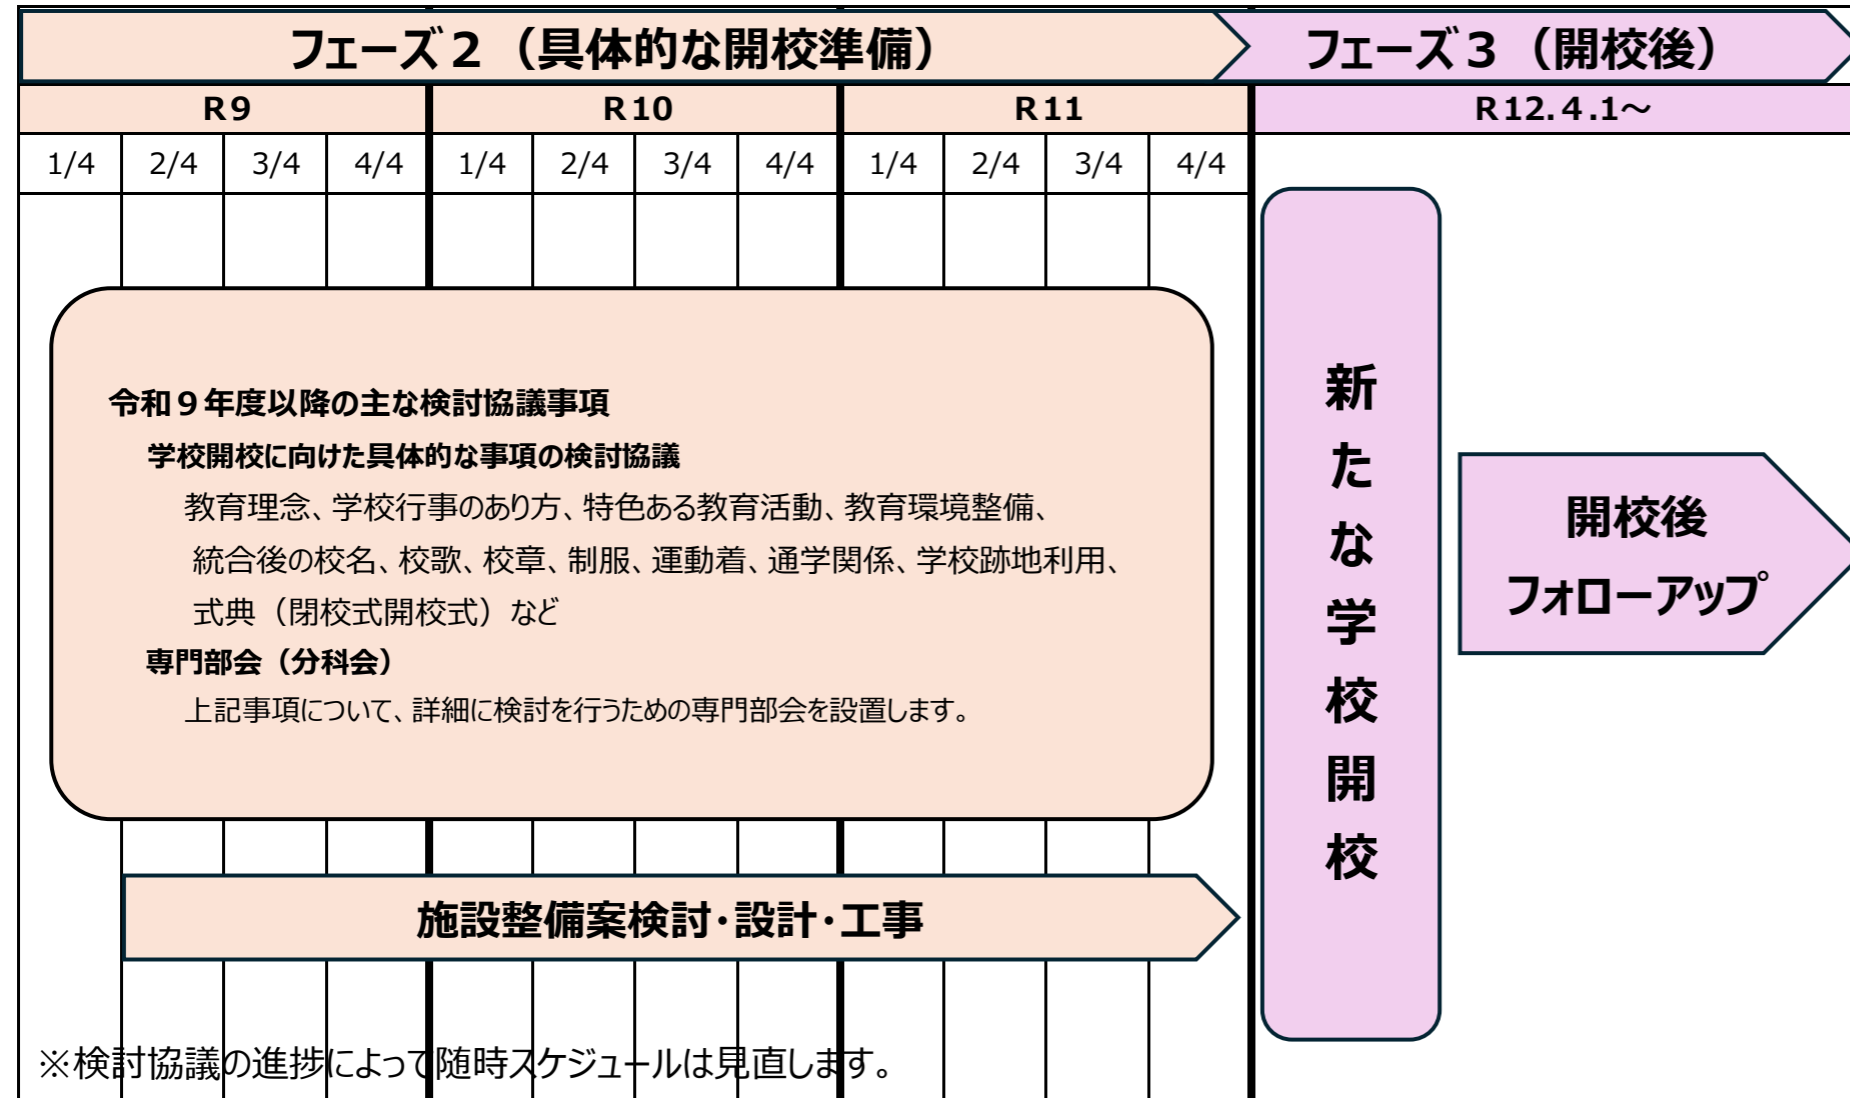 フェーズ２（具体的な開校準備）
フェーズ３（開校後）
R９
R10
R11
R12.４.1～
1/4 2/4 3/4 4/4 1/4 2/4 3/4 4/4 1/4 2/4 3/4 4/4
令和９年度以降の主な検討協議事項
学校開校に向けた具体的な事項の検討協議
教育理念、学校行事のあり方、特色ある教育活動、教育環境整備、
統合後の校名、校歌、校章、制服、運動着、通学関係、学校跡地利用、
式典（閉校式開校式）など
専門部会（分科会）
上記事項について、詳細に検討を行うための専門部会を設置します。
施設整備案検討・設計・工事
※検討協議の進捗によって随時スケジュールは見直します。
新たな学校開校
開校後
フォローアップ